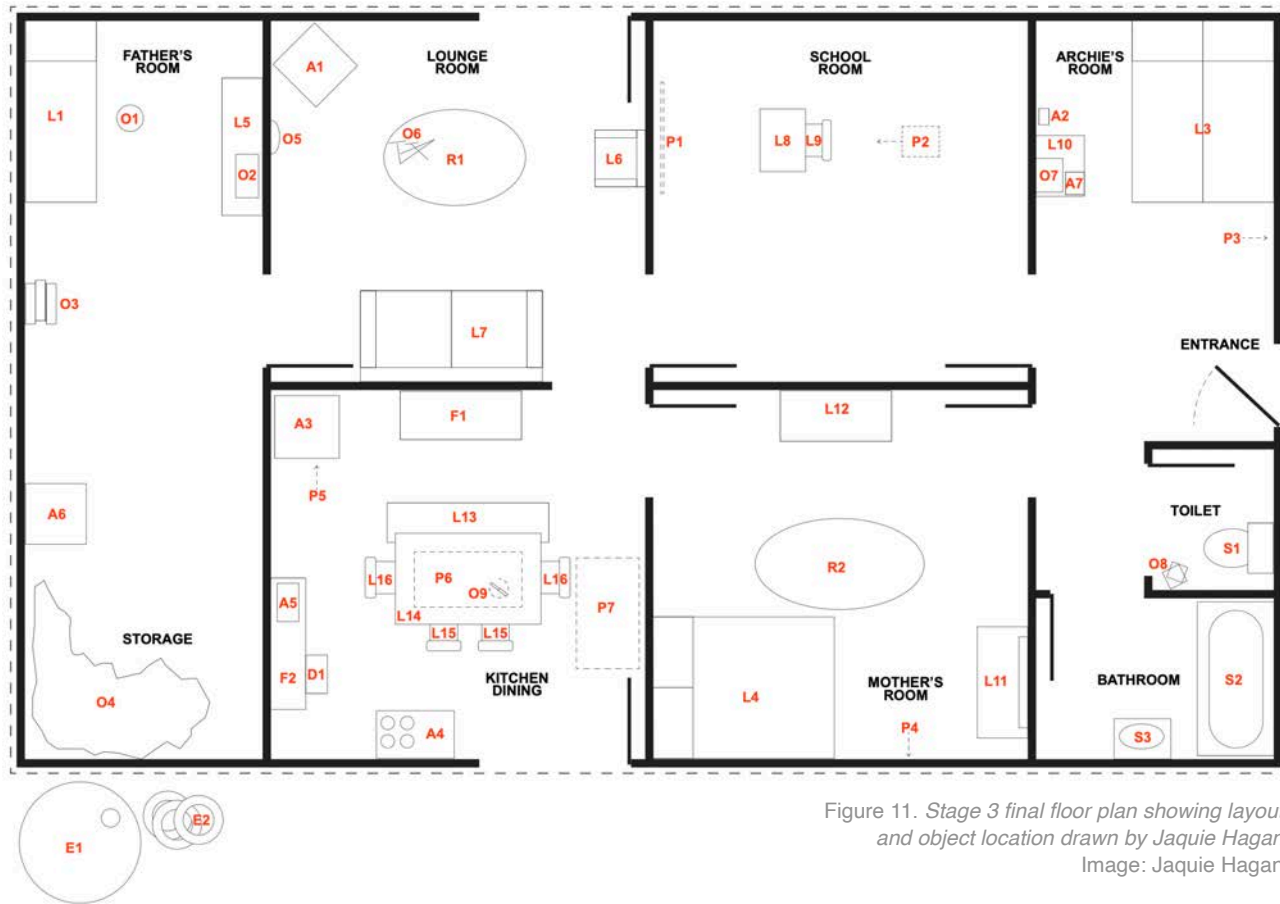 FATHER'S
ROOM
LOUNGE
ROOM
SCHOOL
ROOM
ARCHIE'S
ROOM
A1
L1
O1
L5
O5
O6
R1
L6
P1
L8
L9
P2
A2
L10
L3
O2
O7
A7
P3
O3
L7
ENTRANCE
A3
F1
L12
P5
A6
L13
TOILET
S1
O8
L16
P6
L16
R2
O9
P7
A5
L14
L15
L15
STORAGE
F2
D1
KITCHEN
DINING
L4
MOTHER'S
ROOM
L11
BATHROOM
S2
O4
A4
P4
S3
E1
E2
Figure 11. Stage 3 final floor plan showing layou
and object location drawn by Jaquie Hagan
Image: Jaquie Hagan